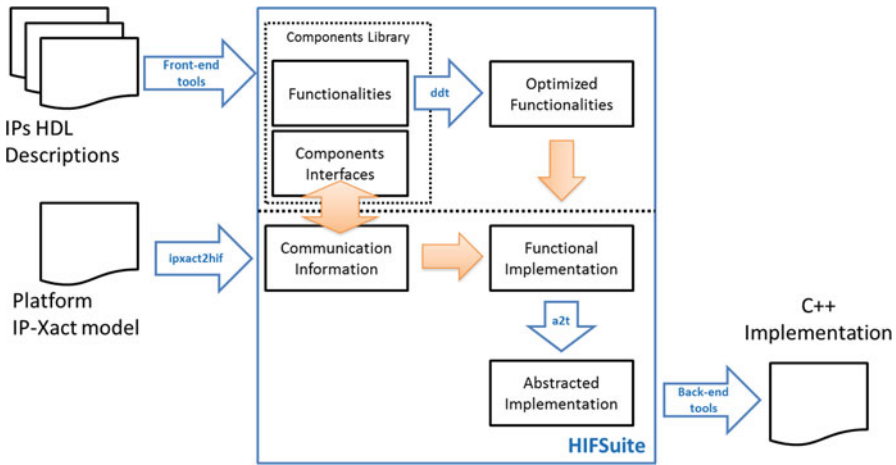 Components Library
Front-end
tools
Functionalities
ddt
Optimized
Functionalities
IPs HDL
Descriptions
Components
Interfaces
ipxact2hif
Communication
Information
Functional
Implementation
Platform
IP-Xact model
a2t
C++
Implementation
Abstracted
Implementation
Back-end
tools
HIFSuite